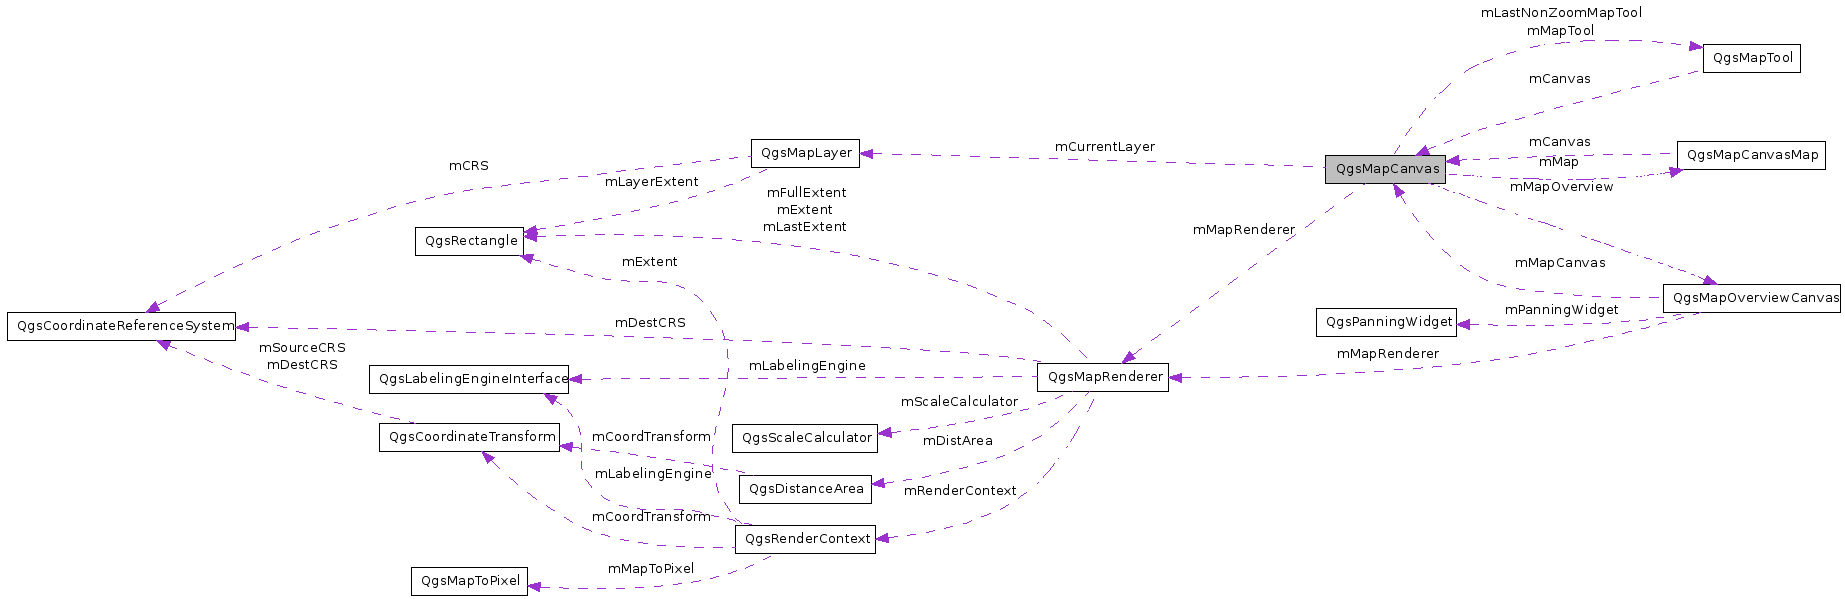 mLastNonZoomMapTool
mMapTool
QgsMapTool
mCanvas
mCanvas
QgsMapCanvasMap
mMap
mMapOverview
QgsMapCanvas
mCurrentLayer
QgsMapLayer
mCRS
mLayerExtent
mFullExtent
mExtent
mLastExtent
QgsRectangle
mMapRenderer
mExtent
mMapCanvas
QgsMapOverviewCanvas
mPanningWidget
QgsPanningWidget
QgsCoordinateReferenceSystem
mDestCRS
mSourceCRS
mDestCRS
mMapRenderer
mLabelingEngine
QgsMapRenderer
QgsLabelingEngineInterface
mScaleCalculator
QgsScaleCalculator
QgsCoordinateTransform
mCoordTransform
mDistArea
mLabelingEngine
QgsDistanceArea
mRenderContext
mCoordTransform
QgsRenderContext
mMapToPixel
QgsMapToPixel